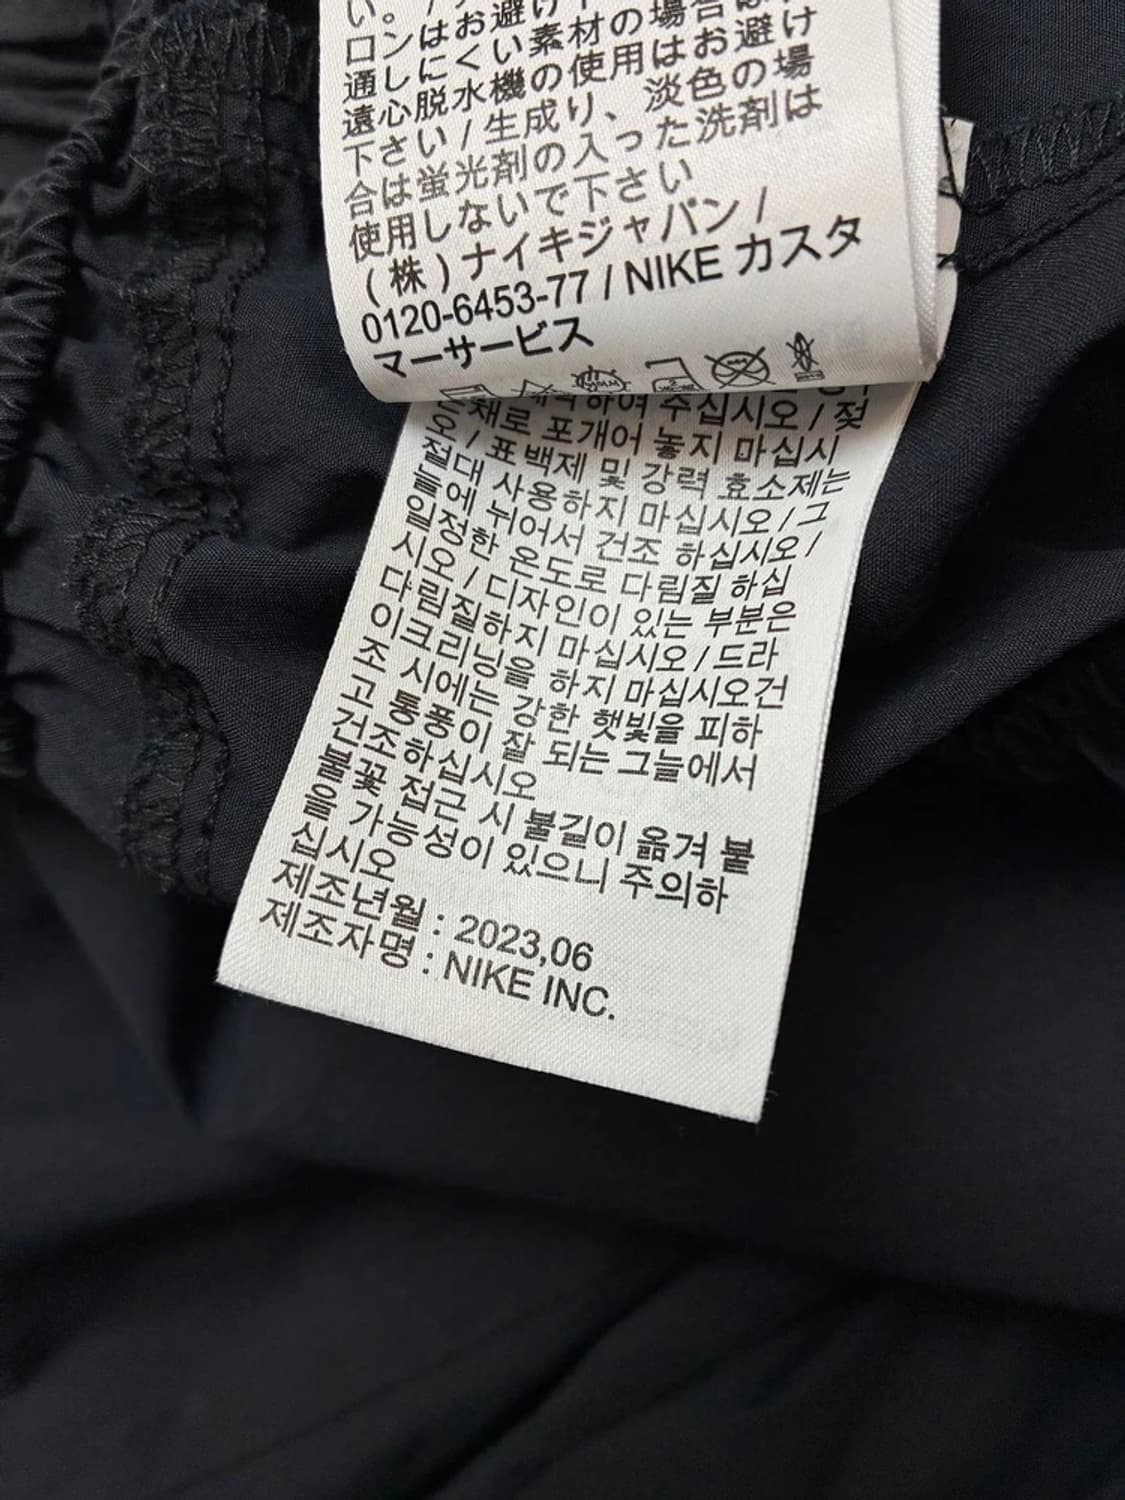 い。
口ン / はお避け
通しにくい素材の場合は
遠心脱水機の使用はお避け
下さい / 生成り、淡色の場
合は蛍光剤の入った洗剤は
使用しないで下さい
(株)ナイキジャパン /
0120-6453-77 / NIKE カスタ
マーサービス
하여 주십시오 / 젖
은 채로 포개어 놓지 마십시
오 / 표백제 및 강력 효소제는
절대 사용하지 마십시오 / 그
늘에 뉘어서 건조 하십시오 /
일정한 온도로 다림질 하십
시오 / 디자인이 있는 부분은
다림질하지 마십시오 / 드라
이크리닝을 하지 마십시오건
조 시에는 강한 햇빛을 피하
고 통풍이 잘 되는 그늘에서
건조하십시오
불꽃 접근 시 불길이 옮겨 붙
을 가능성이 있으니 주의하
십시오
제조년월 : 2023,06
제조자명 : NIKE INC.